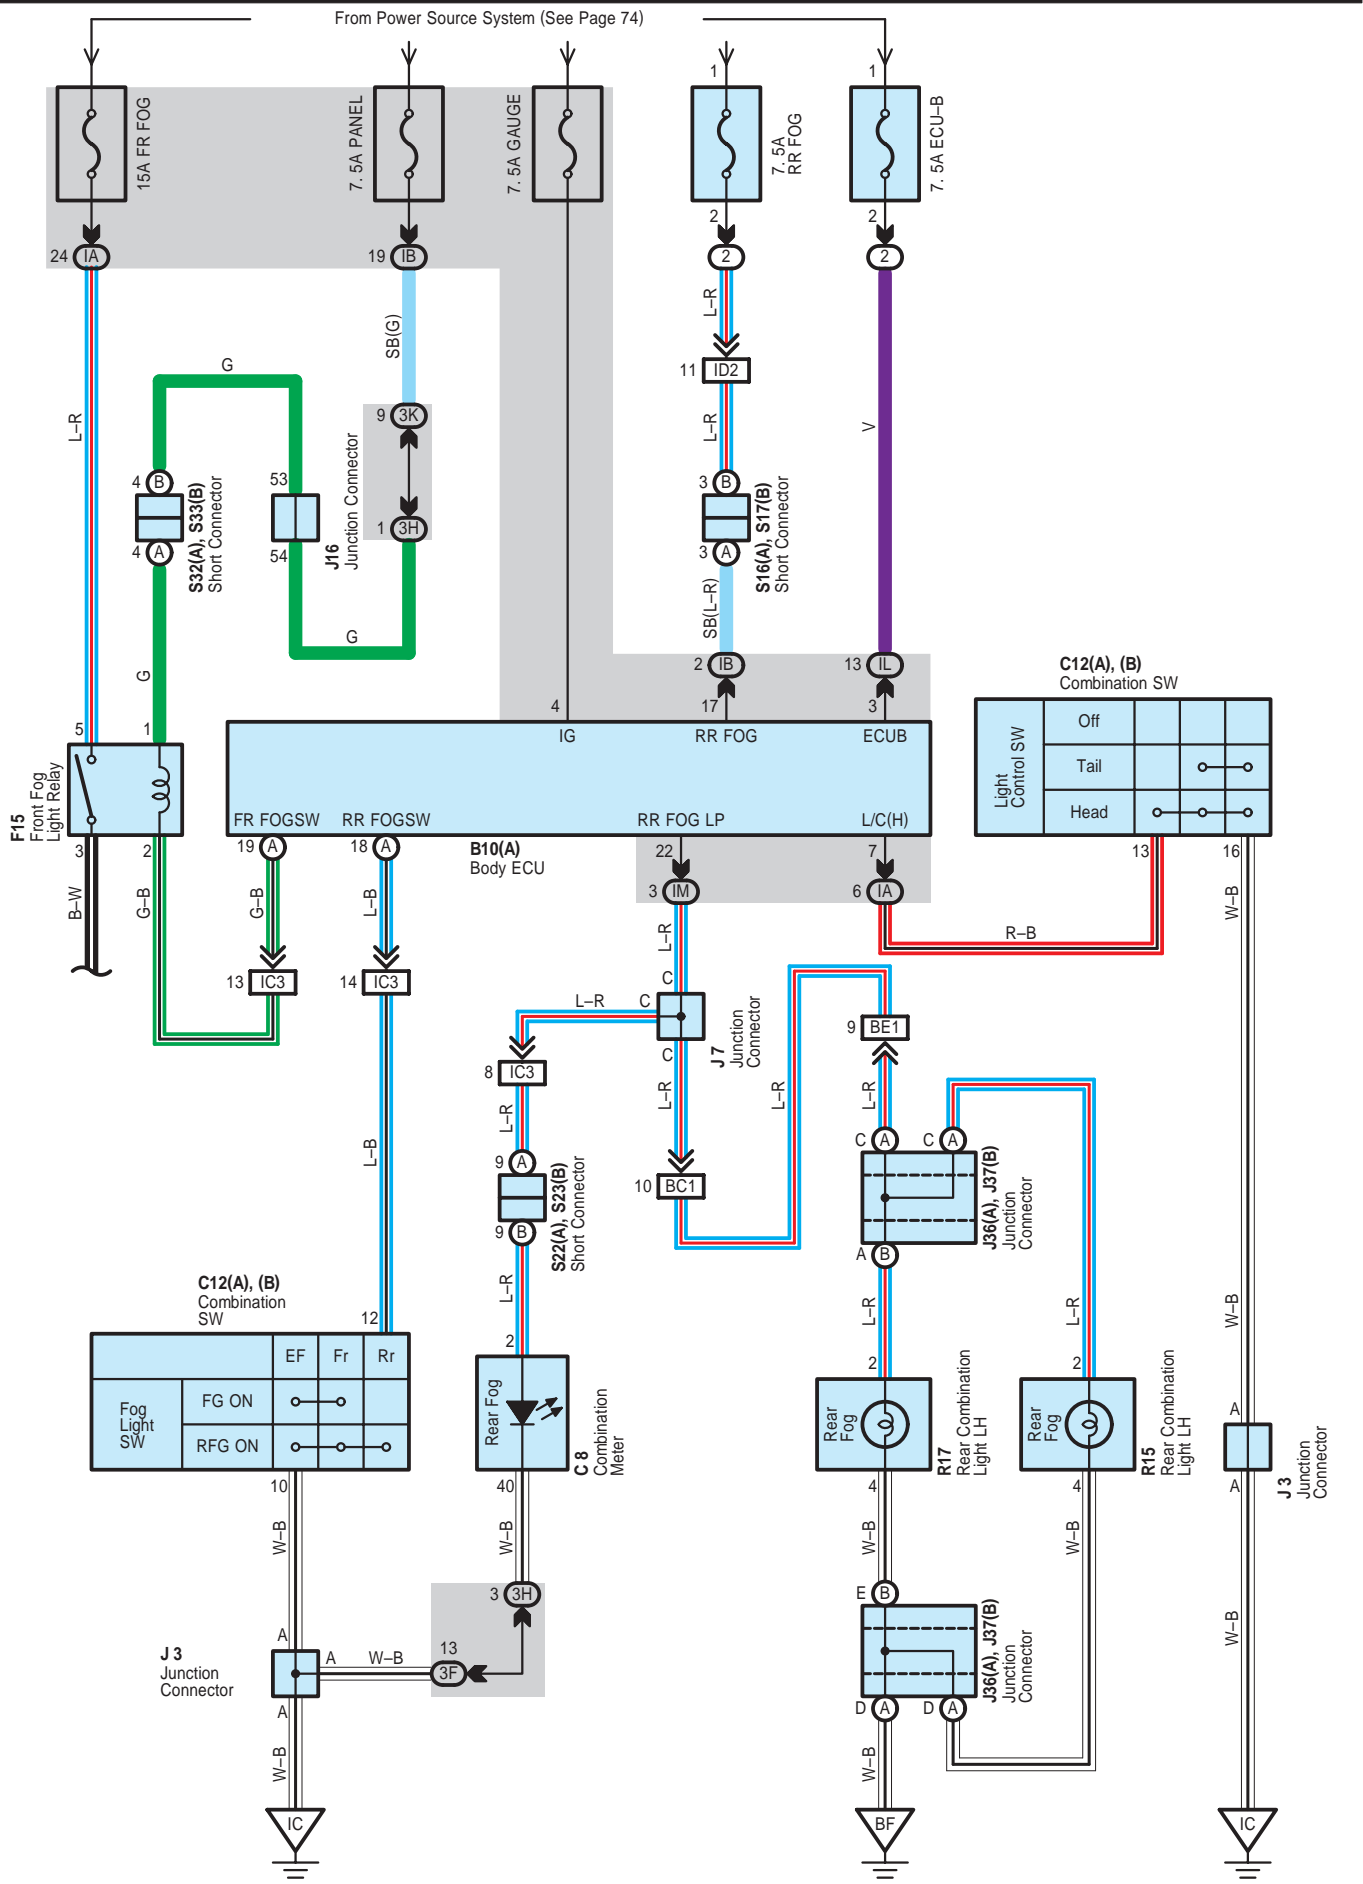 From Power Source System (See Page 74)
1
1
15A FR FOG
7. 5A PANEL
7. 5A GAUGE
7. 5A
RR FOG
7. 5A ECU–B
2
2
24 IA
19 IB
2
2
L–R
SB(G)
L–R
11 ID2
G
L–R
V
9 3K
4 B
53
3 B
S32(A), S33(B)
Short Connector
J16
Junction Connector
1 3H
S16(A), S17(B)
Short Connector
4 A
54
3 A
SB(L–R)
G
G
2 IB
13 IL
C12(A), (B)
Combination SW
5
1
4
17
3
IG
RR FOG
ECUB
Light
Control SW
Off
Tail
Head
F15
Front Fog
Light Relay
FR FOGSW
RR FOGSW
RR FOG LP
L/C(H)
3
2
19 A
18 A
B10(A)
Body ECU
22
7
13
16
3 IM
6 IA
B–W
G–B
G–B
L–B
L–R
R–B
W–B
13 IC3
14 IC3
C
L–R
C
J 7
Junction
Connector
9 BE1
C
8 IC3
L–R
L–R
L–R
L–R
C A
C A
L–B
9 A
10 BC1
S22(A), S23(B)
Short Connector
J36(A), J37(B)
Junction
Connector
9 B
A B
C12(A), (B)
Combination
SW
L–R
L–R
L–R
W–B
12
2
2
2
EF
Fr
Rr
Fog
Light
SW
FG ON
RFG ON
Rear Fog
C 8
Combination
Meter
Rear
Fog
R17
Rear Combination
Light LH
Rear
Fog
R15
Rear Combination
Light LH
A
J 3
Junction
Connector
10
40
4
4
A
W–B
W–B
W–B
W–B
3 3H
E B
W–B
A
J 3
Junction
Connector
A
W–B
13
3F
J36(A), J37(B)
Junction
Connector
A
D A
D A
W–B
W–B
IC
BF
IC